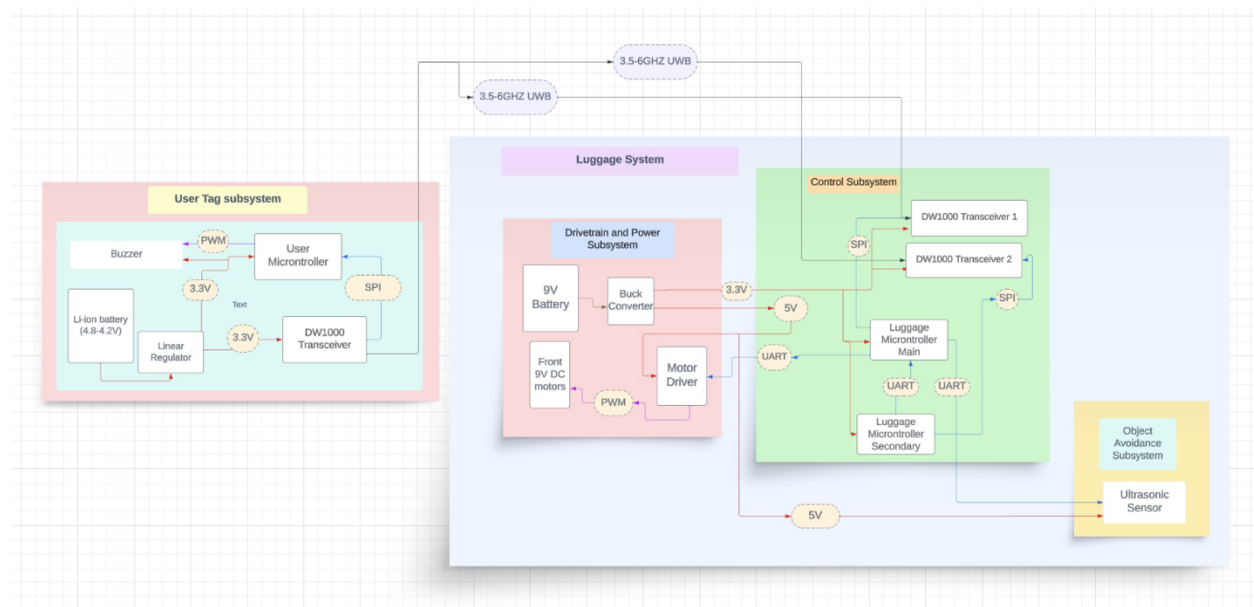 3.5-6GHZ UWB
3.5-6GHZ UWB
Luggage System
User Tag subsystem
Buzzer
PWM
User
Microntroller
3.3V
SPI
Text
Li-ion battery
(4.8-4.2V)
Linear
Regulator
3.3V
DW1000
Transceiver
Drivetrain and Power
Subsystem
9V
Battery
Buck
Converter
3.3V
5V
Front
9V DC
motors
PWM
Motor
Driver
UART
Control Subsystem
DW1000 Transceiver 1
SPI
DW1000 Transceiver 2
SPI
Luggage
Microntroller
Main
UART
UART
Luggage
Microntroller
Secondary
5V
Object
Avoidance
Subsystem
Ultrasonic
Sensor